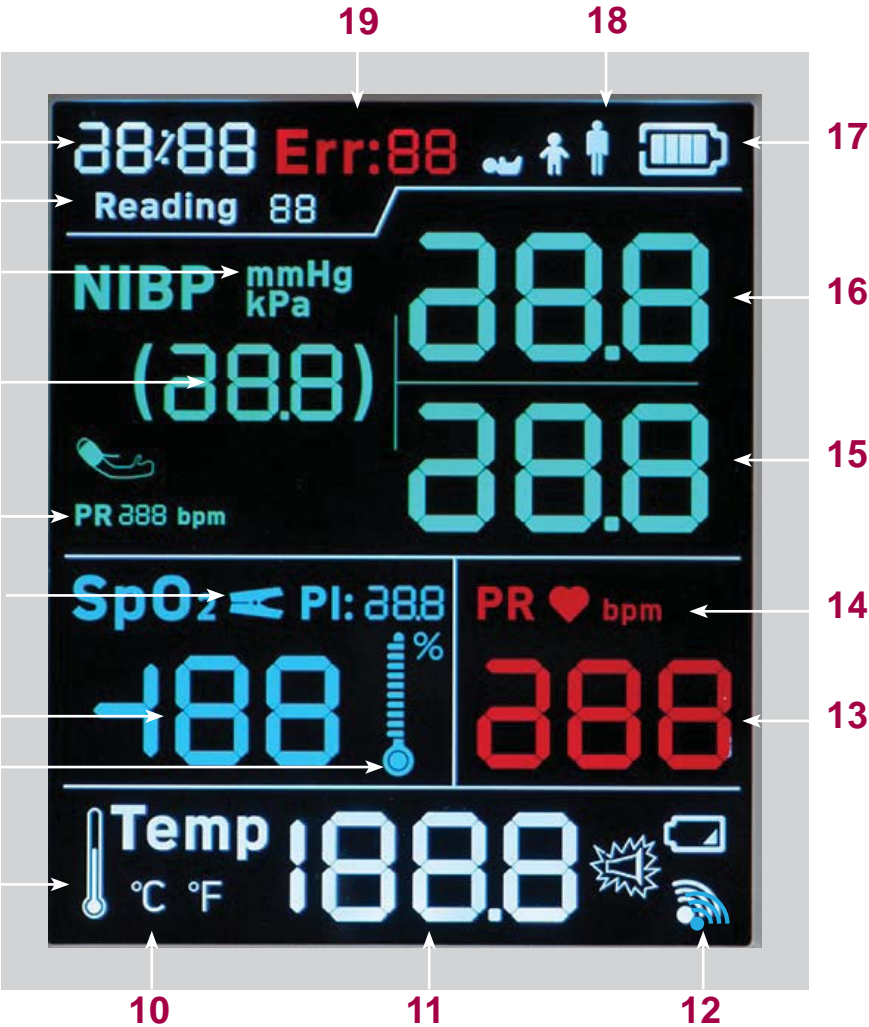 19 18
88:88 Err:88
17
Reading 88
NIBP mmHg
kPa
88.8
16
(88.8)
88.8
15
PR 888 bpm
SpO2 PI: 88.8
PR bpm
14
%
188
888
13
Temp
°C °F
188.8
10 11 12